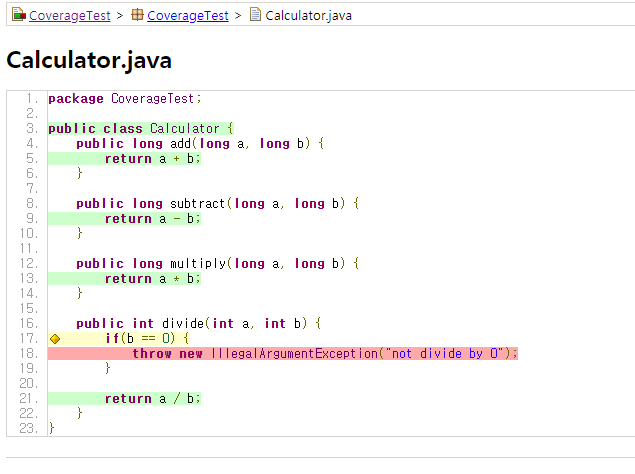 CoverageTest > CoverageTest > Calculator.java
Calculator.java
1. package CoverageTest;
2.
3. public class Calculator {
4.     public long add(long a, long b) {
5.         return a + b;
6.     }
7.
8.     public long subtract(long a, long b) {
9.         return a - b;
10.     }
11.
12.     public long multiply(long a, long b) {
13.         return a * b;
14.     }
15.
16.     public int divide(int a, int b) {
17.         if(b == 0) {
18.             throw new IllegalArgumentException("not divide by 0");
19.         }
20.
21.         return a / b;
22.     }
23. }